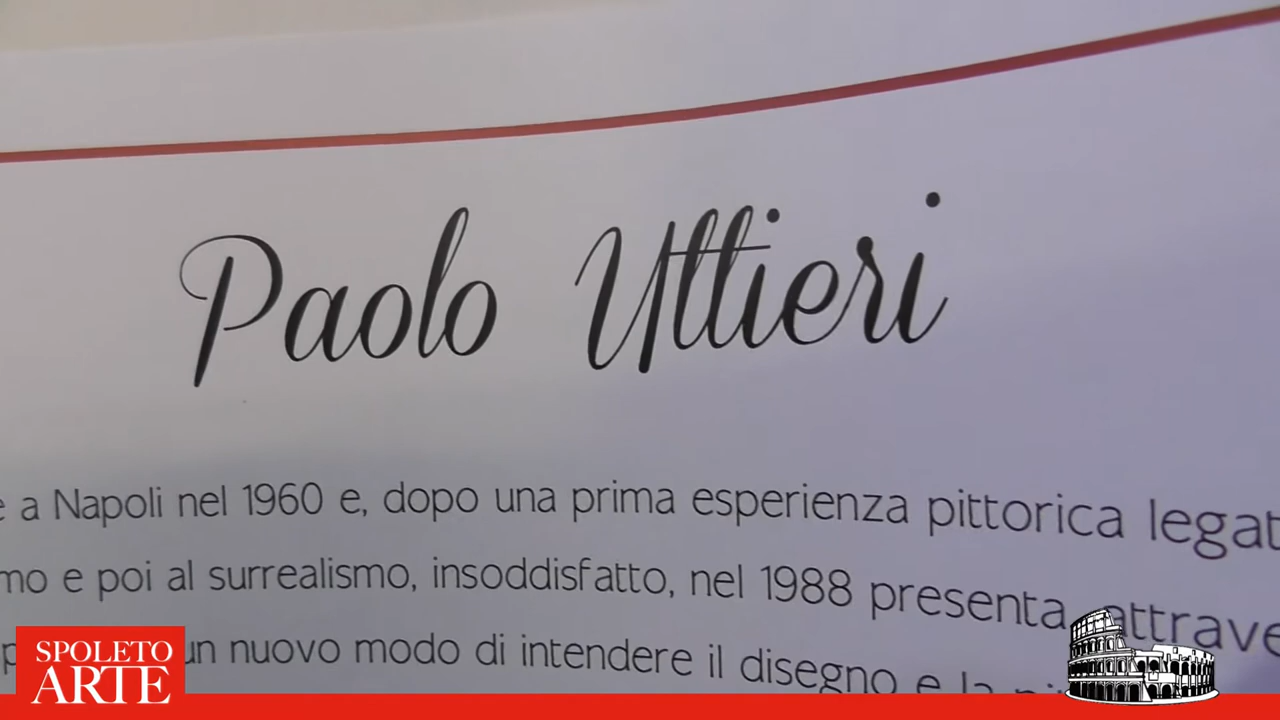 Paolo Uttieri
a Napoli nel 1960 e, dopo una prima esperienza pittorica legat
mo e poi al surrealismo, insoddisfatto, nel 1988 presenta, attrave
un nuovo modo di intendere il disegno e la
SPOLETO
ARTE